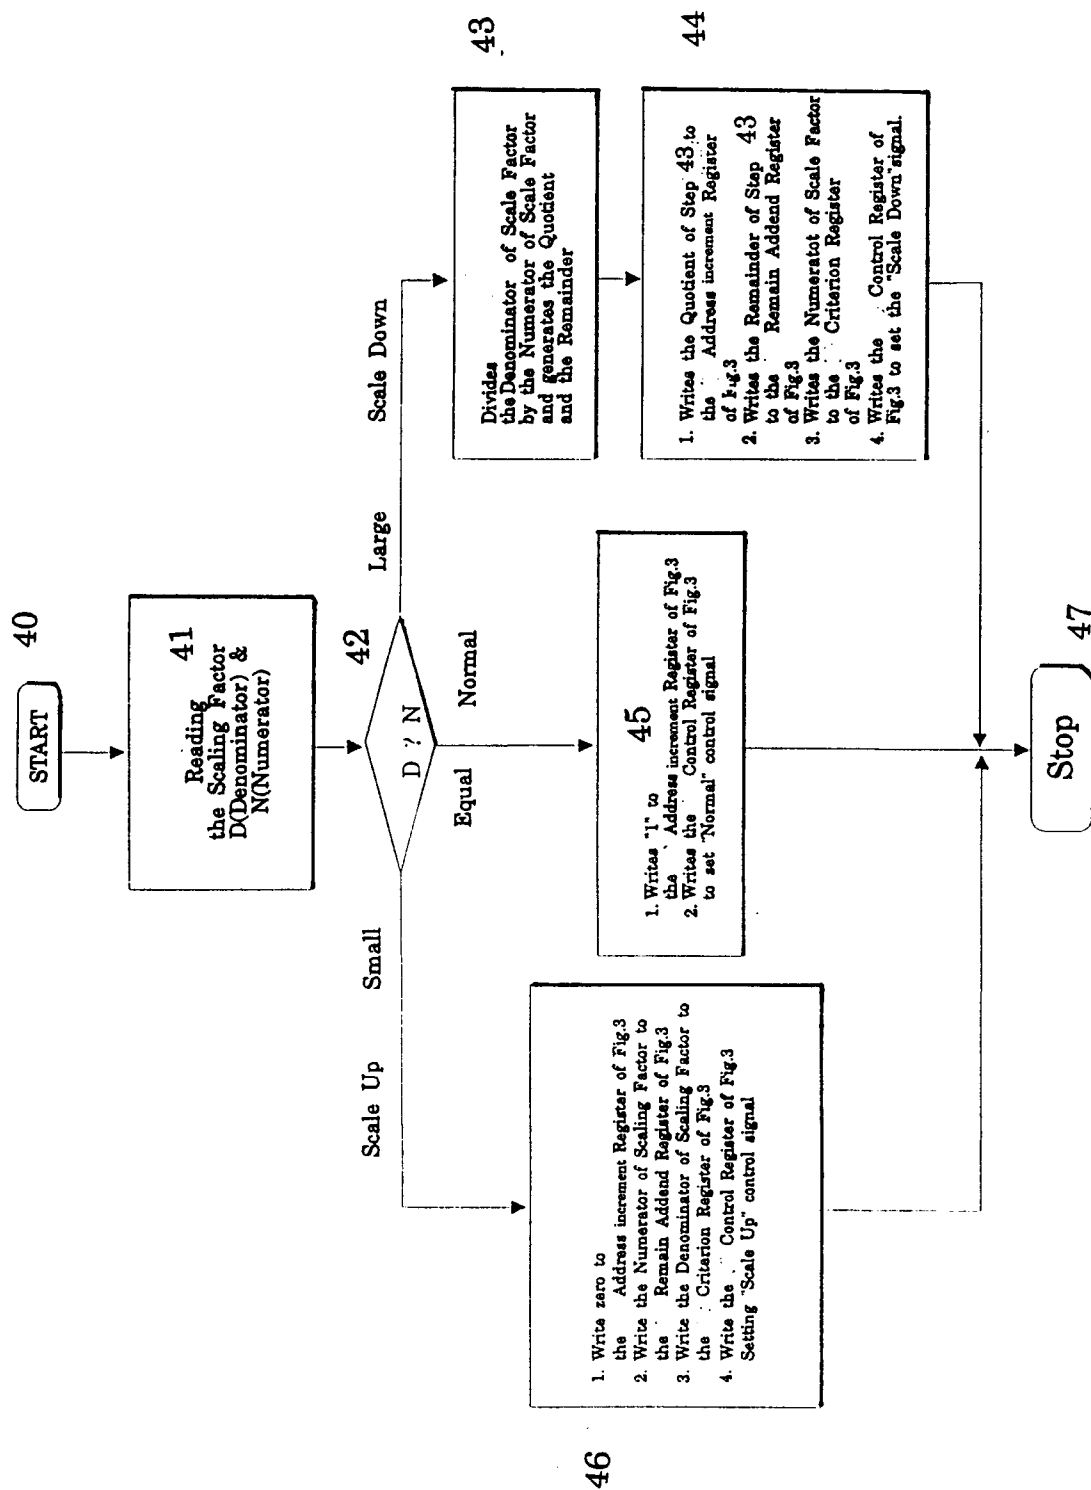 START
40
41
Reading
the Scaling Factor
D(Denominator) &
N(Numerator)
42
D ? N
Scale Up
Small
Equal
Normal
Large
Scale Down
43
Divides
the Denominator of Scale Factor
by the Numerator of Scale Factor
and generates the Quotient
and the Remainder
44
1. Writes the Quotient of Step 43 to
the Address increment Register
of Fig.3
2. Writes the Remainder of Step 43
to the Remain Addend Register
of Fig.3
3. Writes the Numeratot of Scale Factor
to the Criterion Register
of Fig.3
4. Writes the Control Register of
Fig.3 to set the "Scale Down" signal.
45
1. Writes "1" to
the Address increment Register of Fig.3
2. Writes the Control Register of Fig.3
to set "Normal" control signal
46
1. Write zero to
the Address increment Register of Fig.3
2. Write the Numerator of Scaling Factor to
the Remain Addend Register of Fig.3
3. Write the Denominator of Scaling Factor to
the Criterion Register of Fig.3
4. Write the Control Register of Fig.3
Setting "Scale Up" control signal
Stop
47